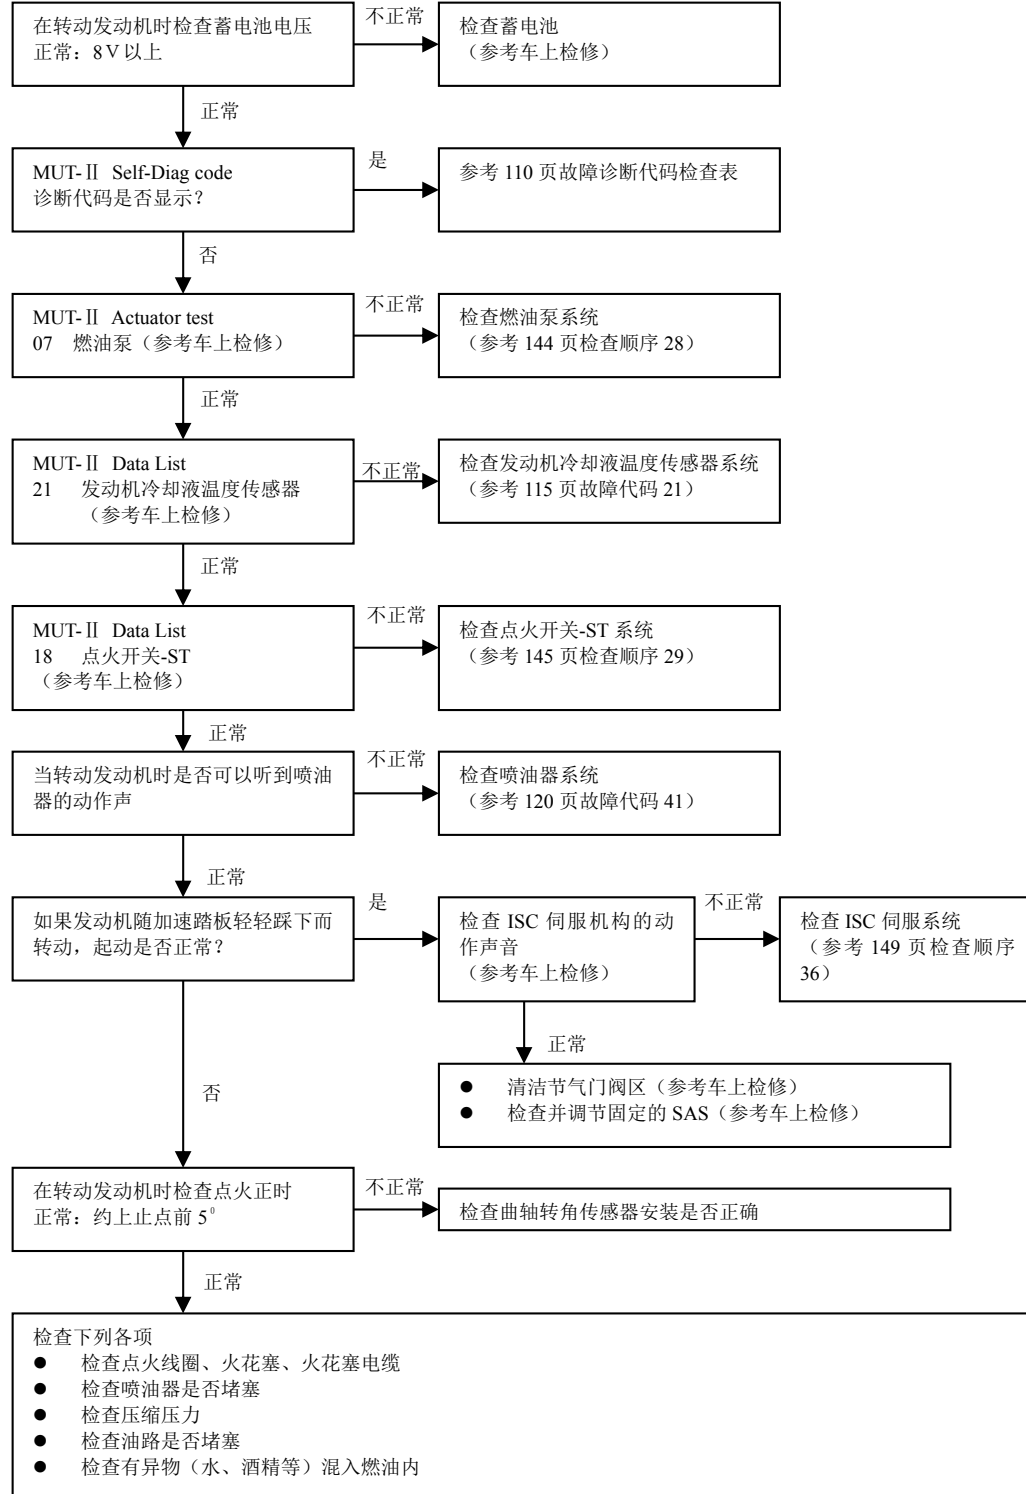 在转动发动机时检查蓄电池电压
正常：8V以上
不正常
检查蓄电池
（参考车上检修）
正常
MUT-Ⅱ Self-Diag code
诊断代码是否显示？
是
参考 110 页故障诊断代码检查表
否
MUT-Ⅱ Actuator test
07 燃油泵（参考车上检修）
不正常
检查燃油泵系统
（参考 144 页检查顺序 28）
正常
MUT-Ⅱ Data List
21 发动机冷却液温度传感器
（参考车上检修）
不正常
检查发动机冷却液温度传感器系统
（参考 115 页故障代码 21）
正常
MUT-Ⅱ Data List
18 点火开关-ST
（参考车上检修）
不正常
检查点火开关-ST 系统
（参考 145 页检查顺序 29）
正常
当转动发动机时是否可以听到喷油
器的动作声
不正常
检查喷油器系统
（参考 120 页故障代码 41）
正常
如果发动机随加速踏板轻轻踩下而
转动，起动是否正常？
是
检查 ISC 伺服机构的动
作声音
（参考车上检修）
不正常
检查 ISC 伺服系统
（参考 149 页检查顺序
36）
正常
● 清洁节气门阀区（参考车上检修）
● 检查并调节固定的 SAS（参考车上检修）
否
在转动发动机时检查点火正时
正常：约上止点前 5⁰
不正常
检查曲轴转角传感器安装是否正确
正常
检查下列各项
● 检查点火线圈、火花塞、火花塞电缆
● 检查喷油器是否堵塞
● 检查压缩压力
● 检查油路是否堵塞
● 检查有异物（水、酒精等）混入燃油内